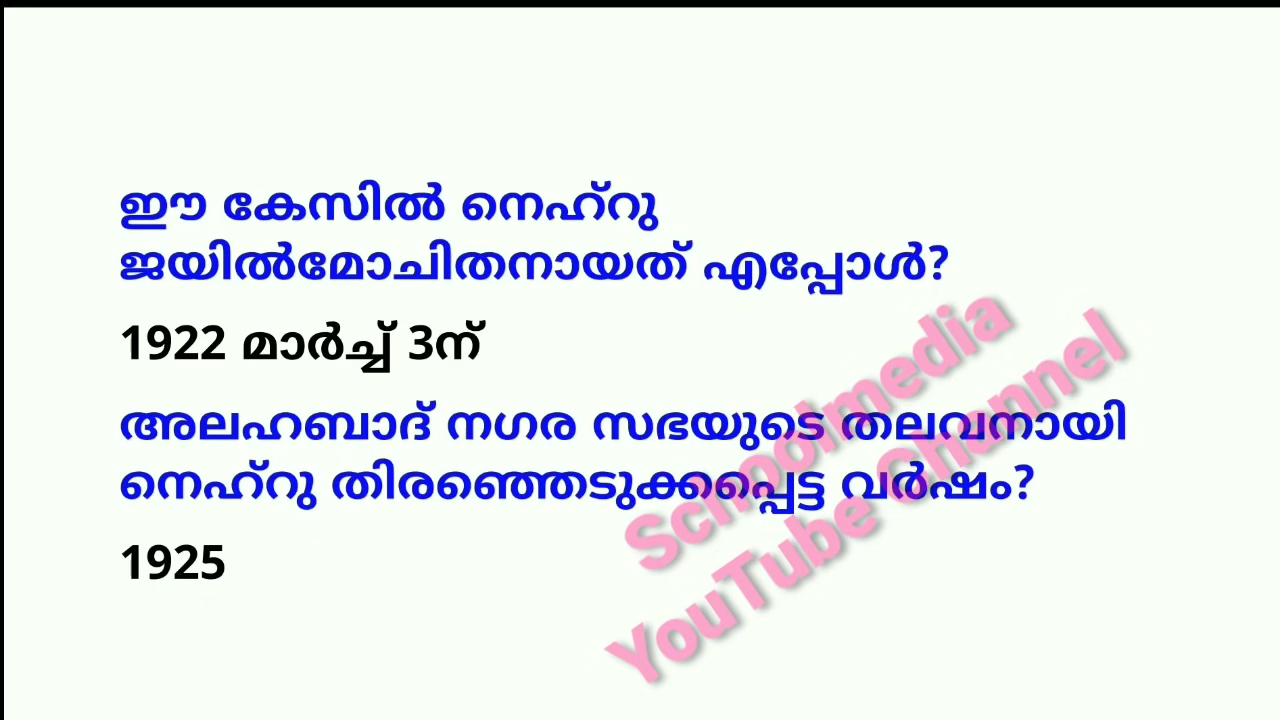 ഈ കേസിൽ നെഹ്റു
ജയിൽമോചിതനായത് എപ്പോൾ?
1922 മാർച്ച് 3ന്
അലഹബാദ് നഗര സഭയുടെ തലവനായി
നെഹ്റു തിരഞ്ഞെടുക്കപ്പെട്ട വർഷം?
1925
Schoolmedia
YouTube Channel